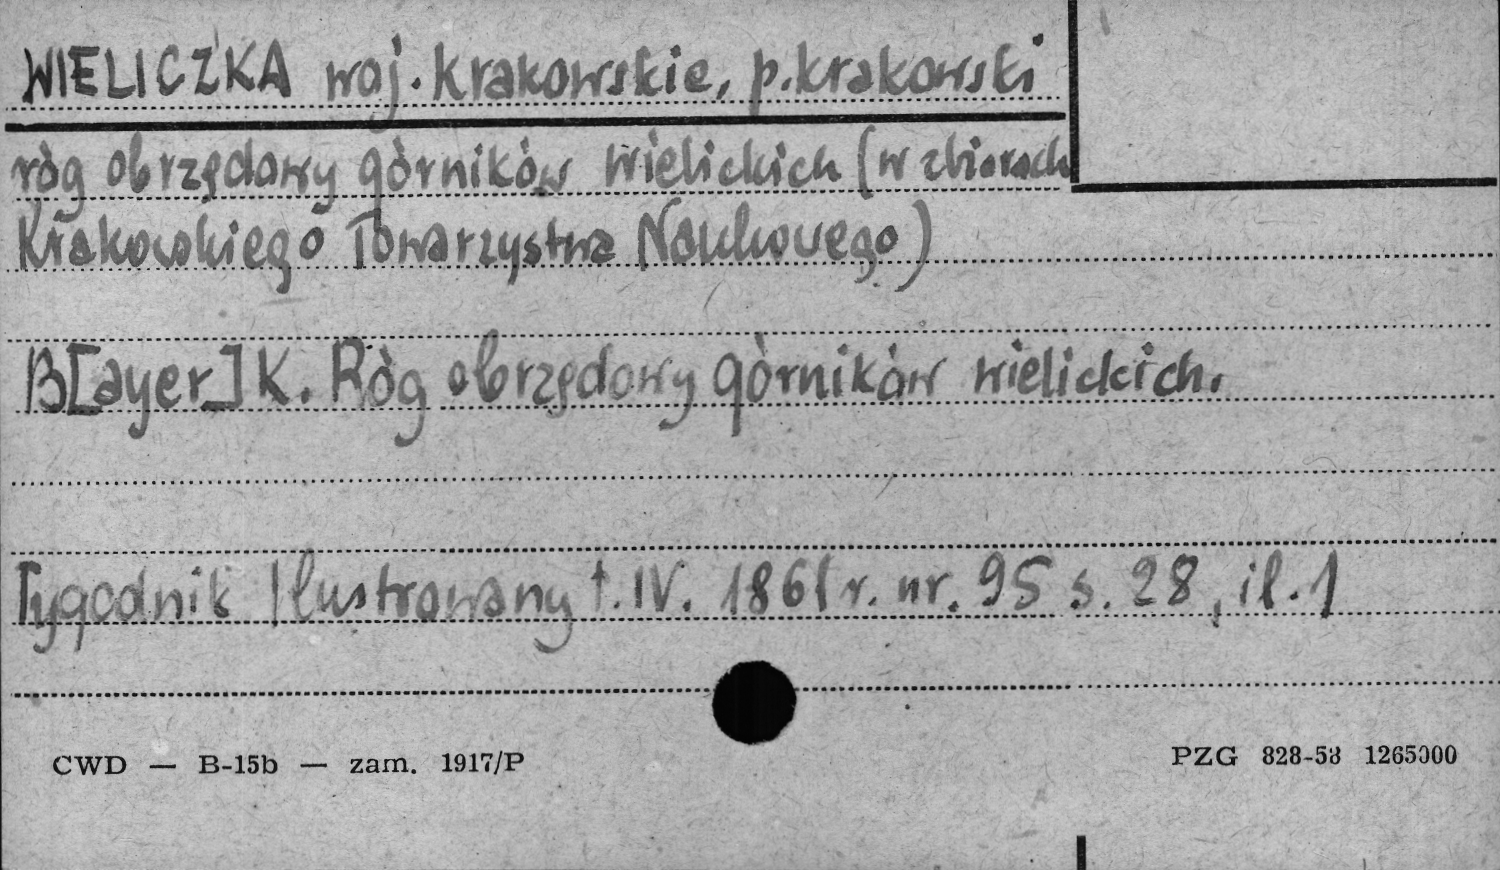 WIELICZKA woj. krakowskie, p. krakowski
róg obrzędowy górników wielickich (w zbiorach
Krakowskiego Towarzystwa Naukowego)
B[ayer] K. Róg obrzędowy górników wielickich.
Tygodnik Ilustrowany t. IV. 1861 r. nr. 95 s. 28, il. 1
CWD — B-15b — zam. 1917/P
PZG 828-58 1265000